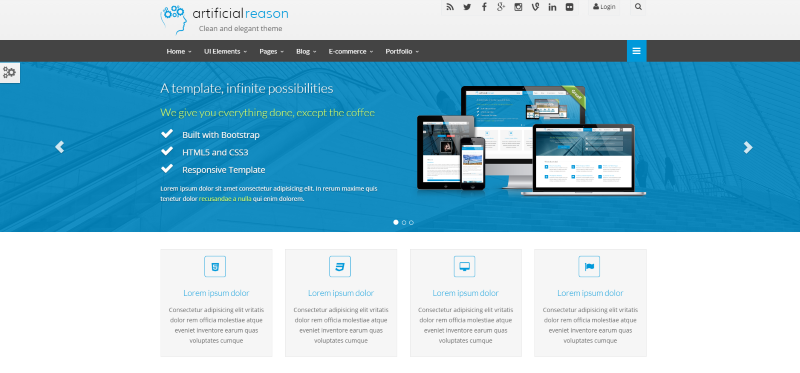 artificialreason
Clean and elegant theme
Login
Home UI Elements Pages Blog E-commerce Portfolio
A template, infinite possibilities
We give you everything done, except the coffee
Built with Bootstrap
HTML5 and CSS3
Responsive Template
Lorem ipsum dolor sit amet consectetur adipisicing elit. In rerum maxime quis
tenetur dolor recusandae a nulla qui enim dolorem.
Lorem ipsum dolor
Consectetur adipisicing elit vritatis
dolor rem officia molestiae atque
eveniet inventore earum quas
voluptates cumque
Lorem ipsum dolor
Consectetur adipisicing elit vritatis
dolor rem officia molestiae atque
eveniet inventore earum quas
voluptates cumque
Lorem ipsum dolor
Consectetur adipisicing elit vritatis
dolor rem officia molestiae atque
eveniet inventore earum quas
voluptates cumque
Lorem ipsum dolor
Consectetur adipisicing elit vritatis
dolor rem officia molestiae atque
eveniet inventore earum quas
voluptates cumque